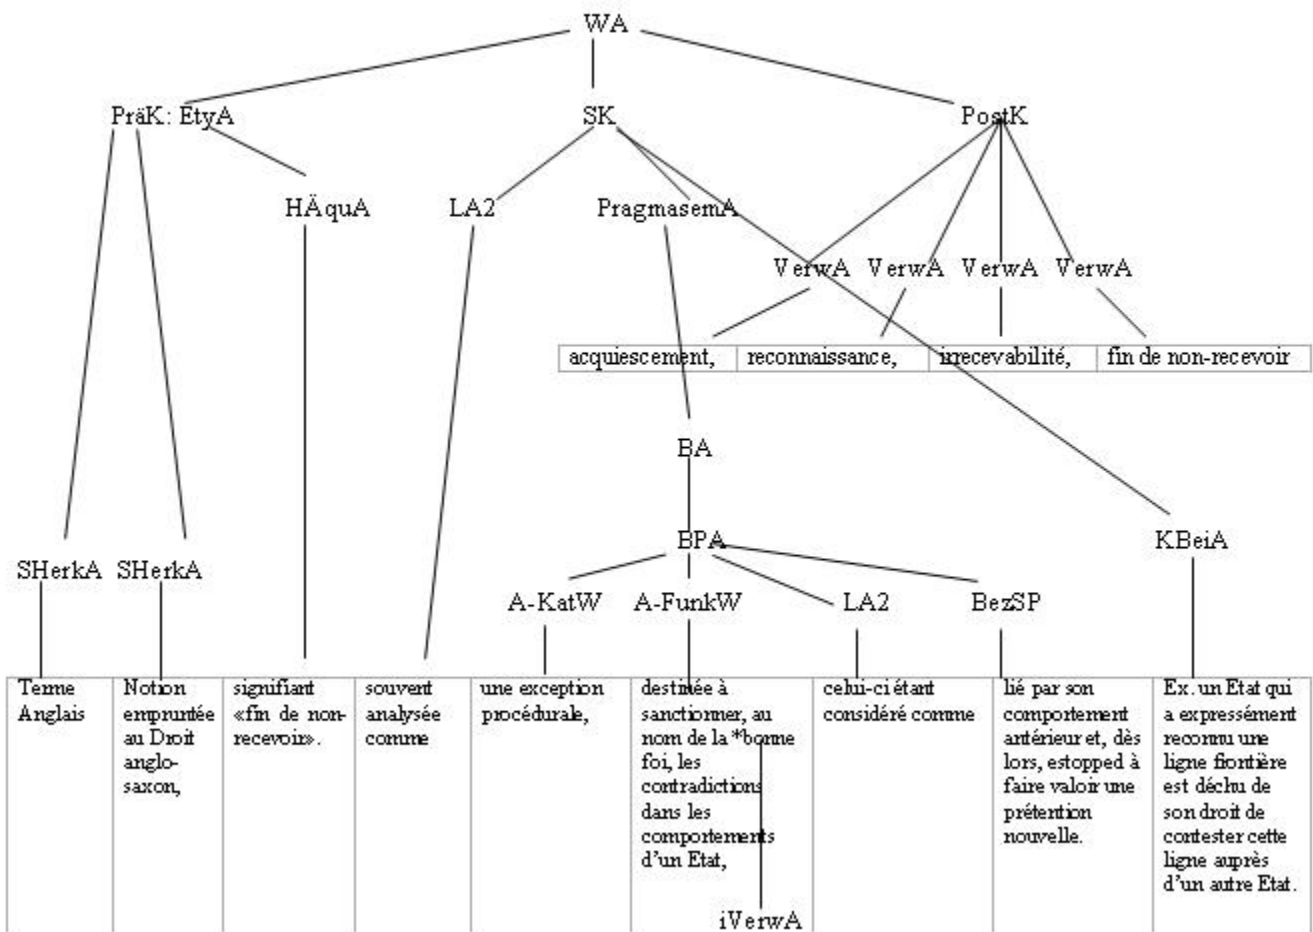 WA
PräK: EtyA
SK
PostK
HÄquA
LA2
PragmasemA
VerwA
VerwA
VerwA
VerwA
acquiescement,
reconnaissance,
irrecevabilité,
fin de non-recevoir
BA
BPA
KBeiA
SHerkA
SHerkA
A-KatW
A-FunkW
LA2
BezSP
Terme
Anglais
Notion
empruntée
au Droit
anglo-
saxon,
signifiant
«fin de non-
recevoir».
souvent
analysée
comme
une exception
procédurale,
destinée à
sanctionner, au
nom de la *bonne
foi, les
contradictions
dans les
comportements
d'un Etat,
celui-ci étant
considéré comme
lié par son
comportement
antérieur et, dès
lors, estopped à
faire valoir une
prétention
nouvelle.
Ex. un Etat qui
a expressément
reconnu une
ligne frontière
est déchu de
son droit de
contester cette
ligne auprès
d'un autre Etat.
iVerwA